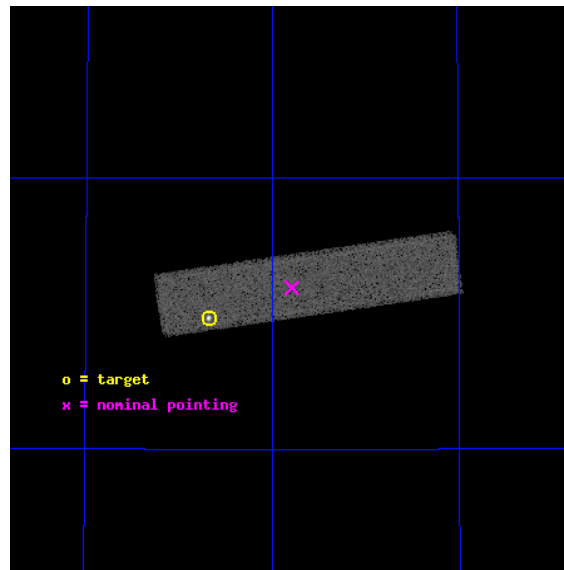 o = target
x = nominal pointing